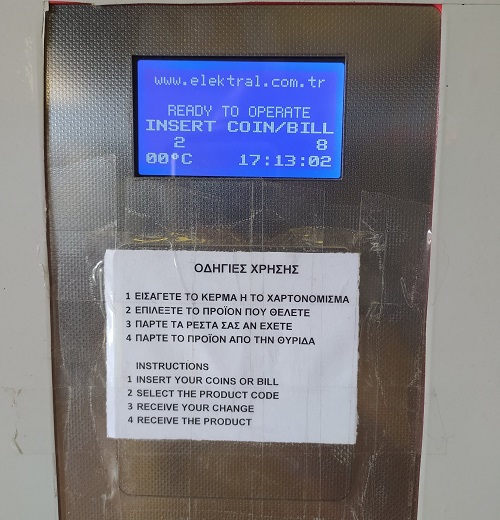 www.elektral.com.tr
READY TO OPERATE
INSERT COIN/BILL
2 8
00°C 17:13:02
ΟΔΗΓΙΕΣ ΧΡΗΣΗΣ
1 ΕΙΣΑΓΕΤΕ ΤΟ ΚΕΡΜΑ Η ΤΟ ΧΑΡΤΟΝΟΜΙΣΜΑ
2 ΕΠΙΛΕΞΤΕ ΤΟ ΠΡΟΪΟΝ ΠΟΥ ΘΕΛΕΤΕ
3 ΠΑΡΤΕ ΤΑ ΡΕΣΤΑ ΣΑΣ ΑΝ ΕΧΕΤΕ
4 ΠΑΡΤΕ ΤΟ ΠΡΟΪΟΝ ΑΠΟ ΤΗΝ ΘΥΡΙΔΑ
INSTRUCTIONS
1 INSERT YOUR COINS OR BILL
2 SELECT THE PRODUCT CODE
3 RECEIVE YOUR CHANGE
4 RECEIVE THE PRODUCT